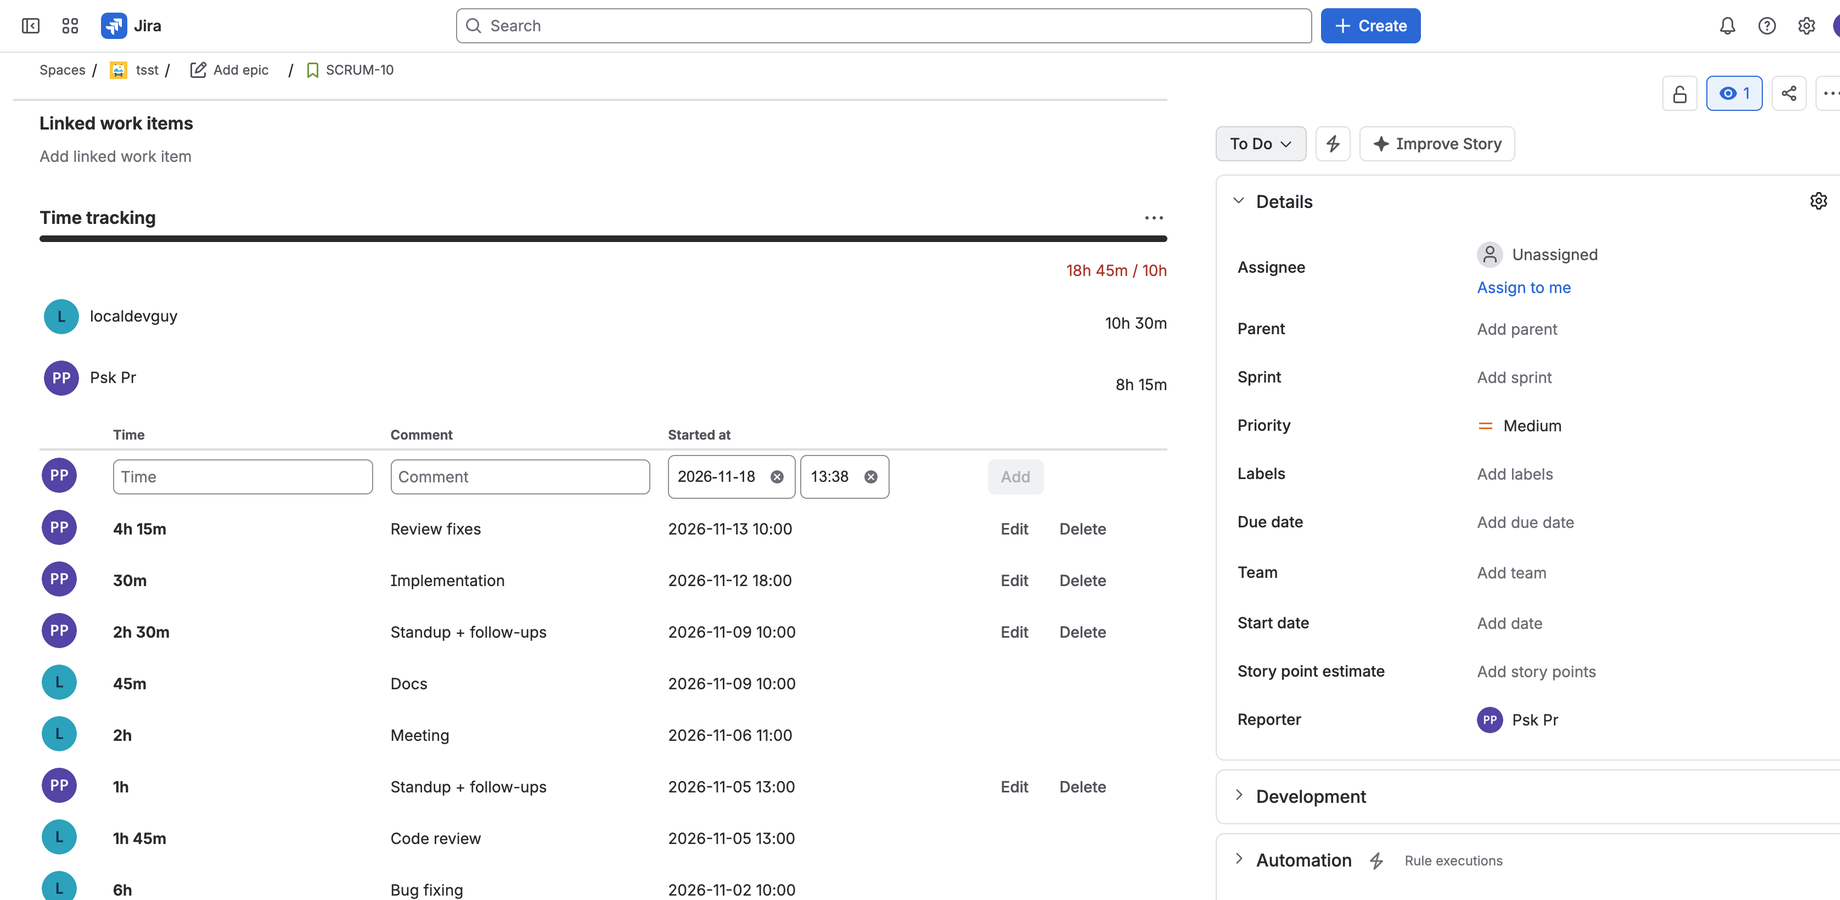 Jira
Search
Create
Spaces / tsst / Add epic / SCRUM-10
1
Linked work items
Add linked work item
Time tracking
18h 45m / 10h
L localdevguy 10h 30m
PP Psk Pr 8h 15m
Time Comment Started at
PP Time Comment 2026-11-18 13:38 Add
PP 4h 15m Review fixes 2026-11-13 10:00 Edit Delete
PP 30m Implementation 2026-11-12 18:00 Edit Delete
PP 2h 30m Standup + follow-ups 2026-11-09 10:00 Edit Delete
L 45m Docs 2026-11-09 10:00
L 2h Meeting 2026-11-06 11:00
PP 1h Standup + follow-ups 2026-11-05 13:00 Edit Delete
L 1h 45m Code review 2026-11-05 13:00
L 6h Bug fixing 2026-11-02 10:00
To Do Improve Story
Details
Assignee Unassigned
Assign to me
Parent Add parent
Sprint Add sprint
Priority Medium
Labels Add labels
Due date Add due date
Team Add team
Start date Add date
Story point estimate Add story points
Reporter PP Psk Pr
Development
Automation Rule executions